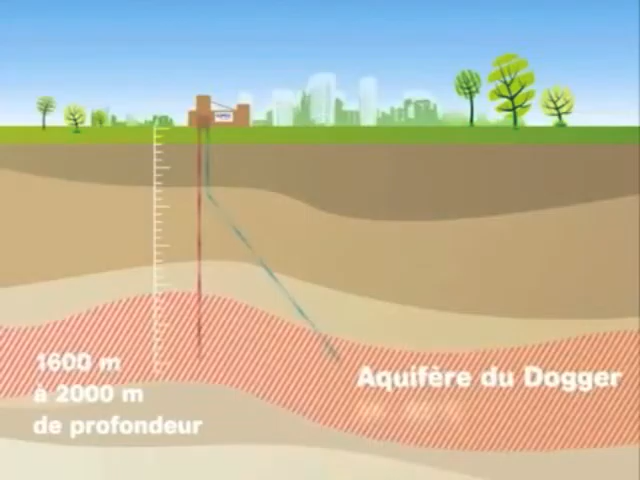 1600 m
à 2000 m
de profondeur
Aquifère du Dogger